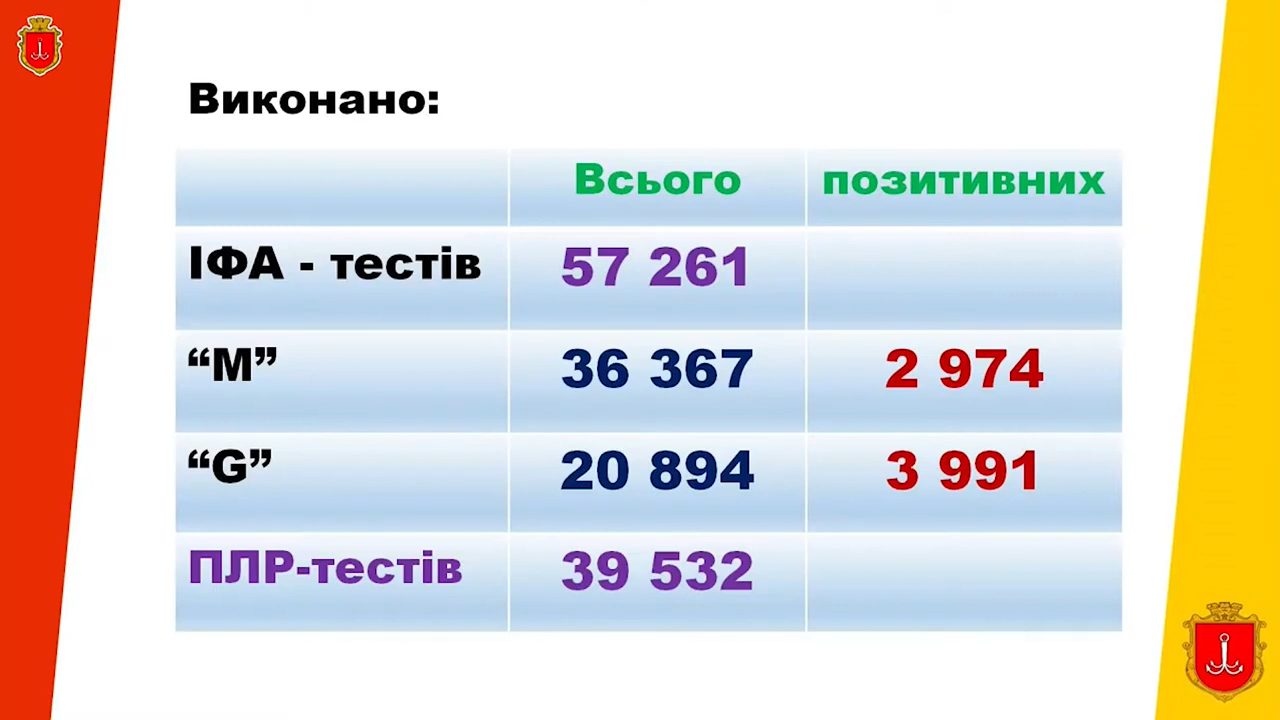 Виконано:
Всього позитивних
ІФА - тестів 57 261
“М” 36 367 2 974
“G” 20 894 3 991
ПЛР-тестів 39 532